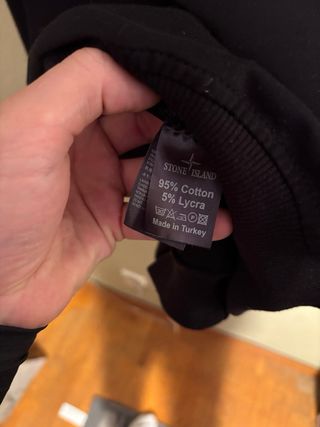 STONE ISLAND
95% Cotton
5% Lycra
Made in Turkey